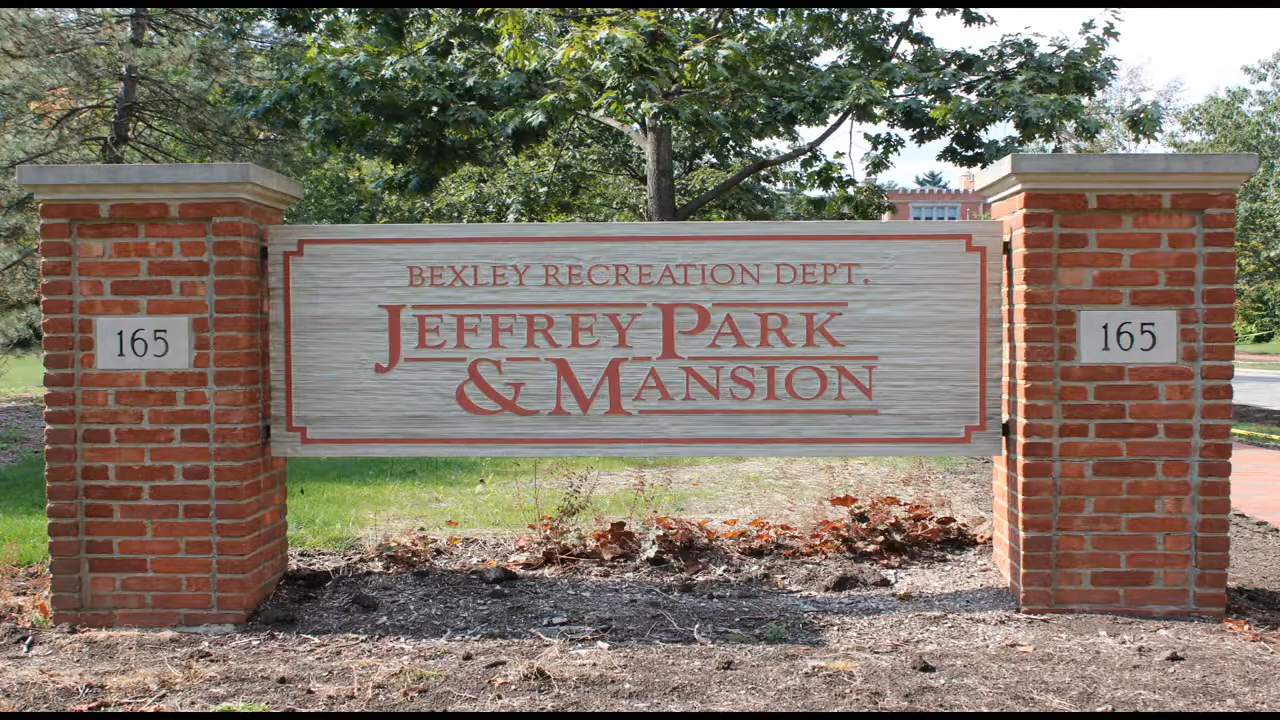 BEXLEY RECREATION DEPT.
JEFFREY PARK
& MANSION
165
165